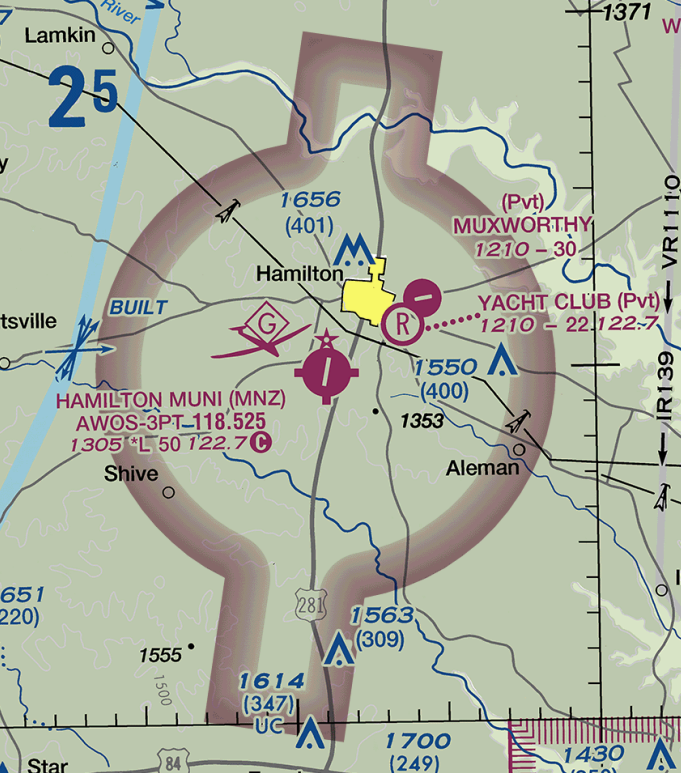 River
1371
Lamkin
W
2⁵
VR1110
1656
(401)
(Pvt)
MUXWORTHY
1210 - 30
Hamilton
G
BUILT
YACHT CLUB (Pvt)
1210 - 22 122.7
R
tsville
1550
(400)
IR139
HAMILTON MUNI (MNZ)
AWOS-3PT 118.525
1305 *L 50 122.7 C
1353
Shive
Aleman
651
220)
281
1563
(309)
1555
1500
1614
(347)
UC
1700
(249)
1430
Star
84